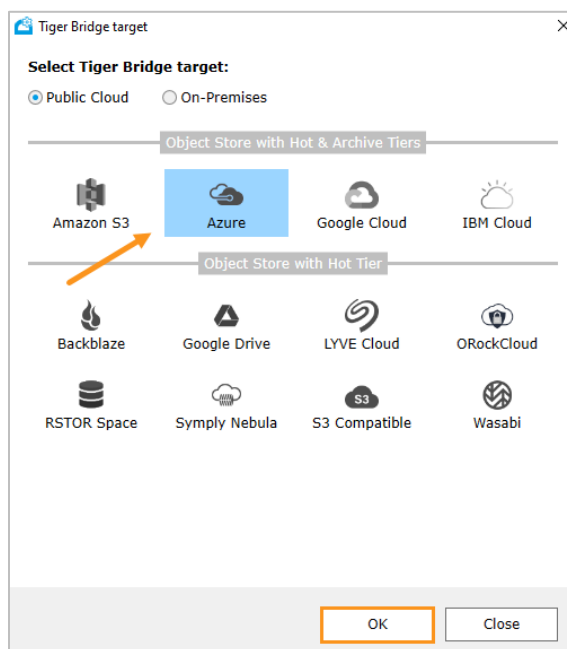 Tiger Bridge target
Select Tiger Bridge target:
Public Cloud On-Premises
Object Store with Hot & Archive Tiers
Amazon S3 Azure Google Cloud IBM Cloud
Object Store with Hot Tier
Backblaze Google Drive LYVE Cloud ORockCloud
S3
RSTOR Space Symply Nebula S3 Compatible Wasabi
OK Close